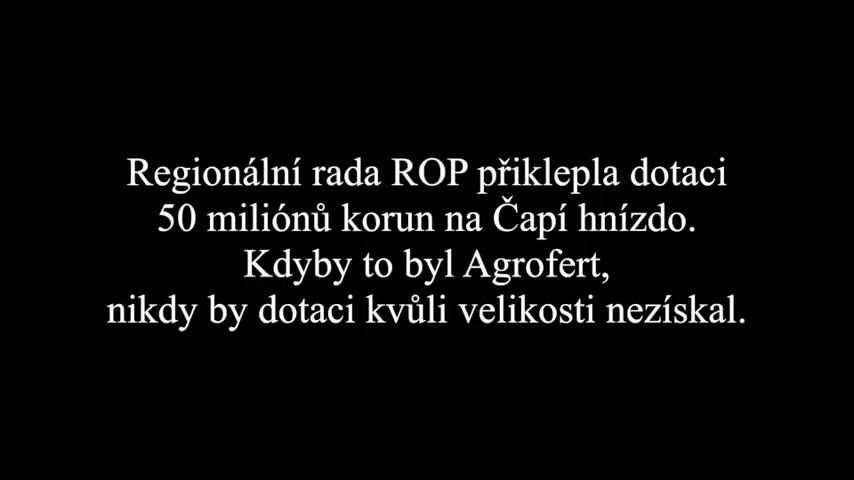 Regionální rada ROP přiklepla dotaci
50 miliónů korun na Čapí hnízdo.
Kdyby to byl Agrofert,
nikdy by dotaci kvůli velikosti nezískal.